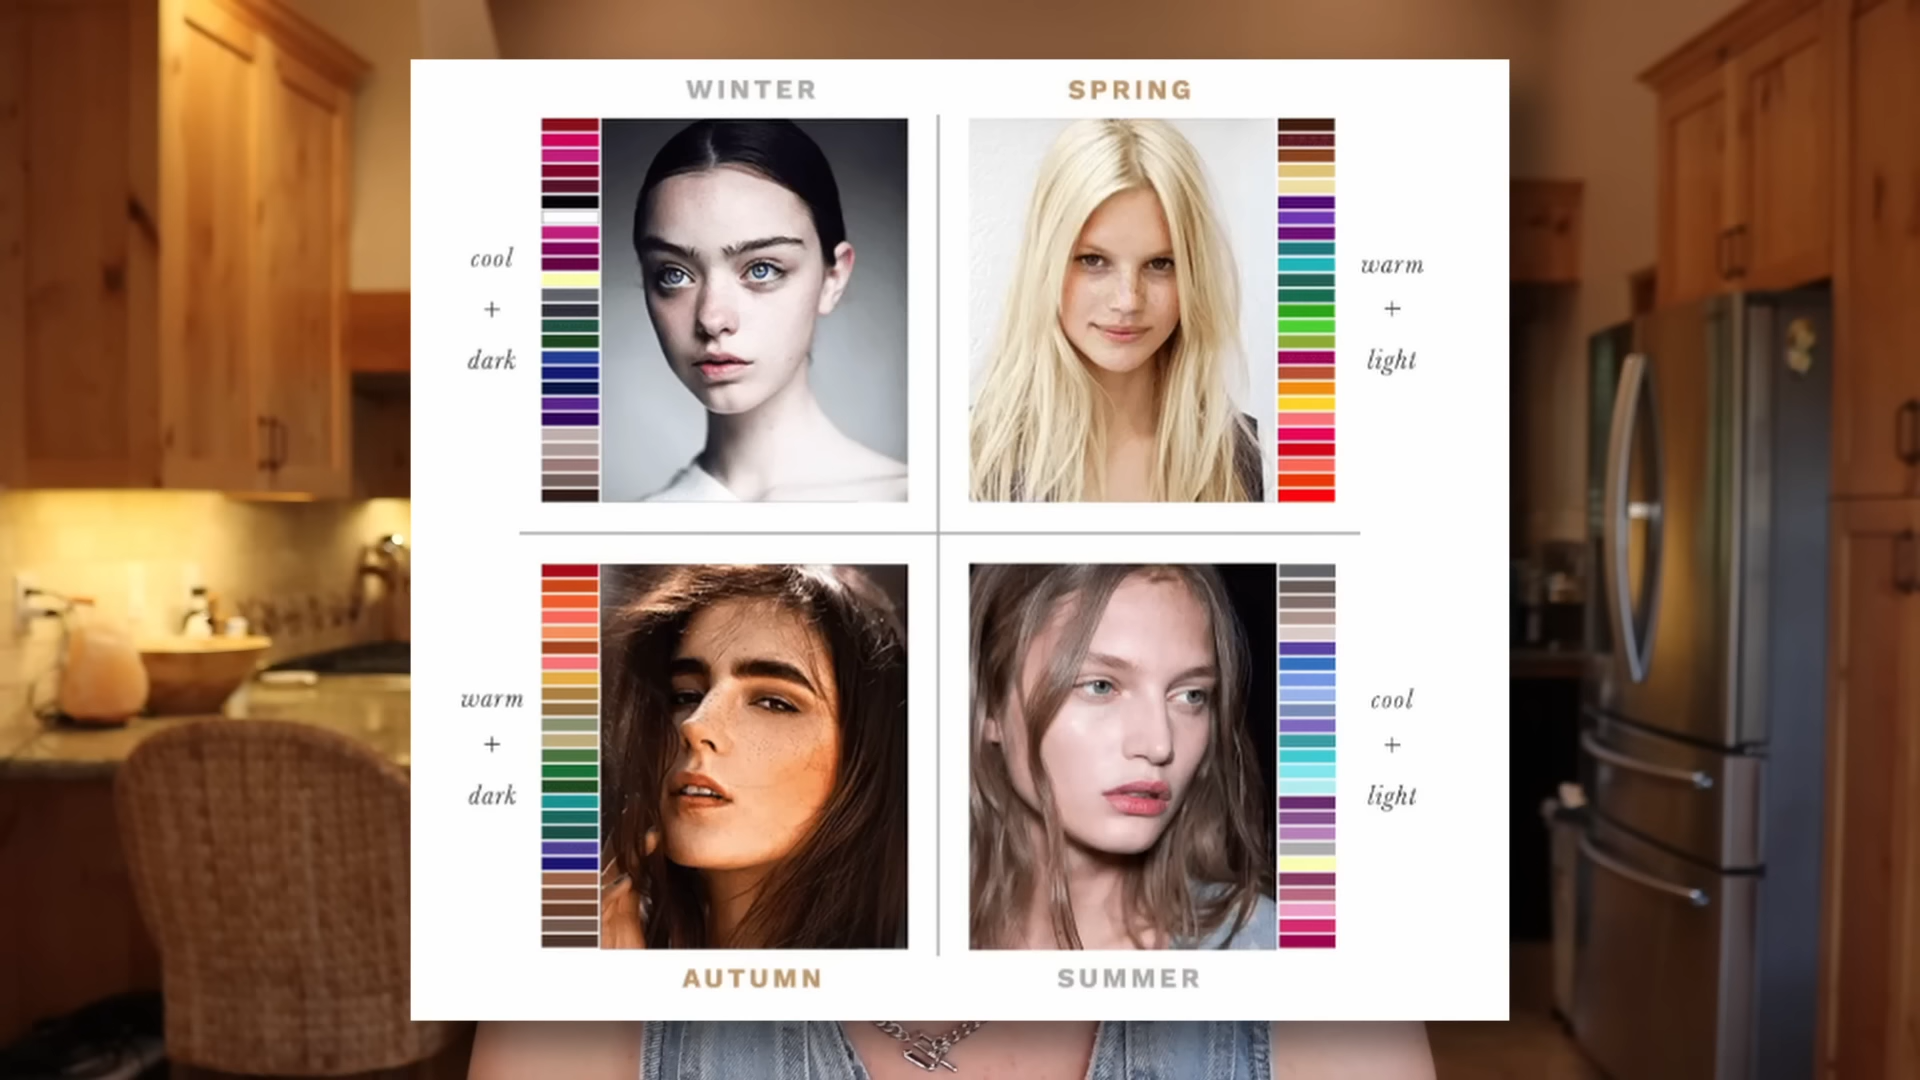 WINTER
SPRING
cool
+
dark
warm
+
light
warm
+
dark
cool
+
light
AUTUMN
SUMMER